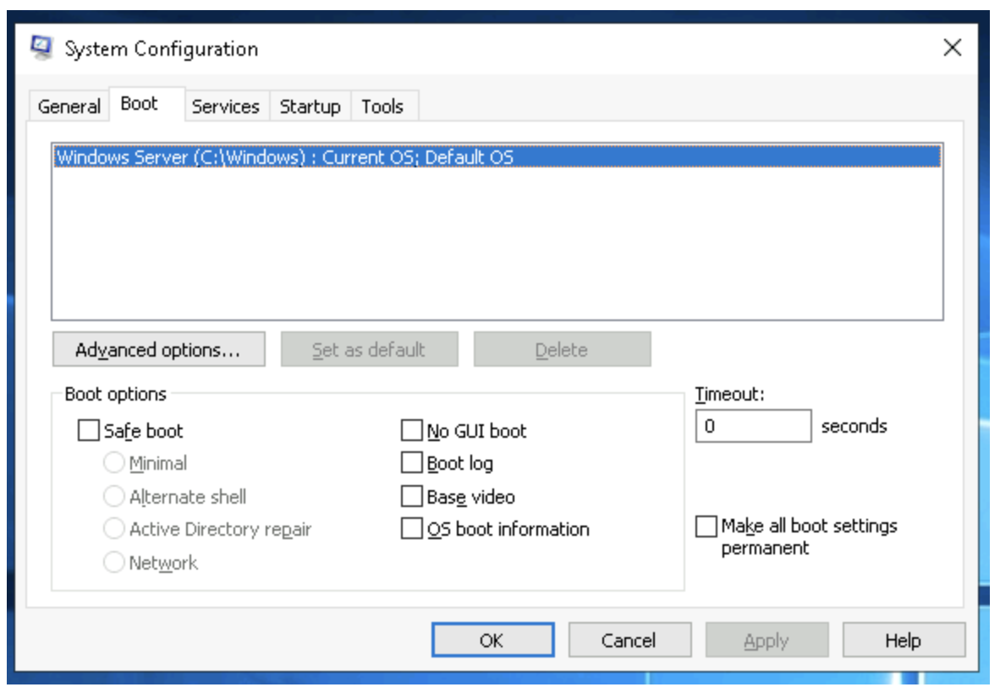 System Configuration
General Boot Services Startup Tools
Windows Server (C:\Windows) : Current OS; Default OS
Advanced options... Set as default Delete
Boot options
Timeout:
Safe boot No GUI boot
0 seconds
Minimal Boot log
Alternate shell Base video
Active Directory repair OS boot information
Make all boot settings
permanent
Network
OK Cancel Apply Help